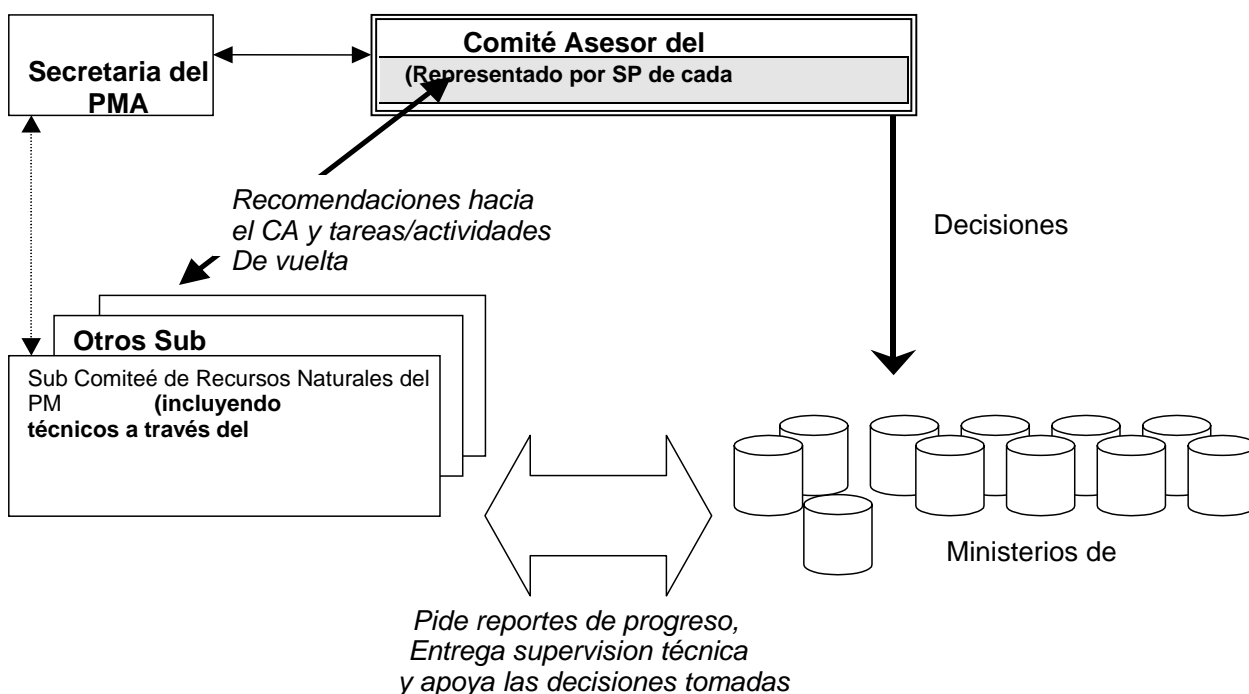 Secretaria del
PMA
Comité Asesor del
(Representado por SP de cada
Recomendaciones hacia
el CA y tareas/actividades
De vuelta
Decisiones
Otros Sub
Sub Comiteé de Recursos Naturales del
PM (incluyendo
técnicos a través del
Ministerios de
Pide reportes de progreso,
Entrega supervision técnica
y apoya las decisiones tomadas